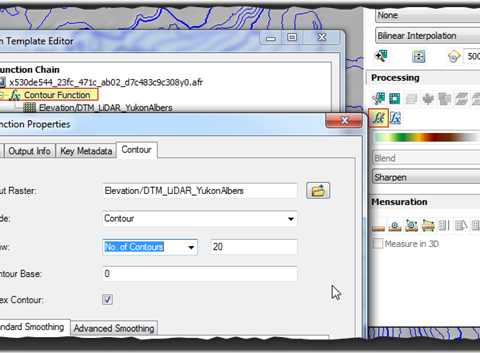 None
Bilinear Interpolation
500
Template Editor
unction Chain
x530de544_23fc_471c_ab02_d7c483c9c308y0.afr
Contour Function
Elevation/DTM_LiDAR_YukonAlbers
nction Properties
Output Info
Key Metadata
Contour
ut Raster:
Elevation/DTM_LiDAR_YukonAlbers
de:
Contour
w:
No. of Contours
20
ntour Base:
0
ex Contour:
ndard Smoothing
Advanced Smoothing
Processing
Blend
Sharpen
Mensuration
Measure in 3D